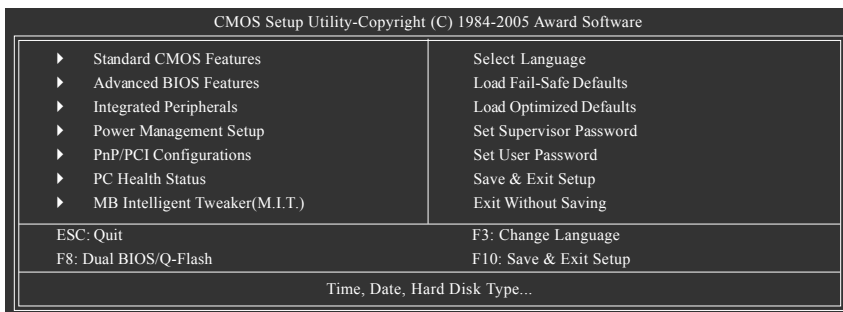 CMOS Setup Utility-Copyright (C) 1984-2005 Award Software
Standard CMOS Features
Advanced BIOS Features
Integrated Peripherals
Power Management Setup
PnP/PCI Configurations
PC Health Status
MB Intelligent Tweaker(M.I.T.)
Select Language
Load Fail-Safe Defaults
Load Optimized Defaults
Set Supervisor Password
Set User Password
Save & Exit Setup
Exit Without Saving
ESC: Quit
F8: Dual BIOS/Q-Flash
F3: Change Language
F10: Save & Exit Setup
Time, Date, Hard Disk Type...